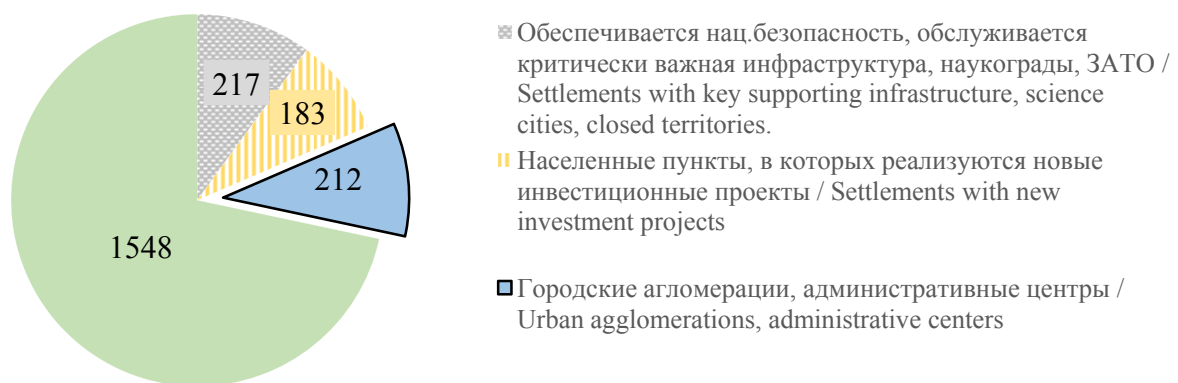 217
183
212
1548
Обеспечивается нац.безопасность, обслуживается
критически важная инфраструктура, наукограды, ЗАТО /
Settlements with key supporting infrastructure, science
cities, closed territories.
Населенные пункты, в которых реализуются новые
инвестиционные проекты / Settlements with new
investment projects
Городские агломерации, административные центры /
Urban agglomerations, administrative centers